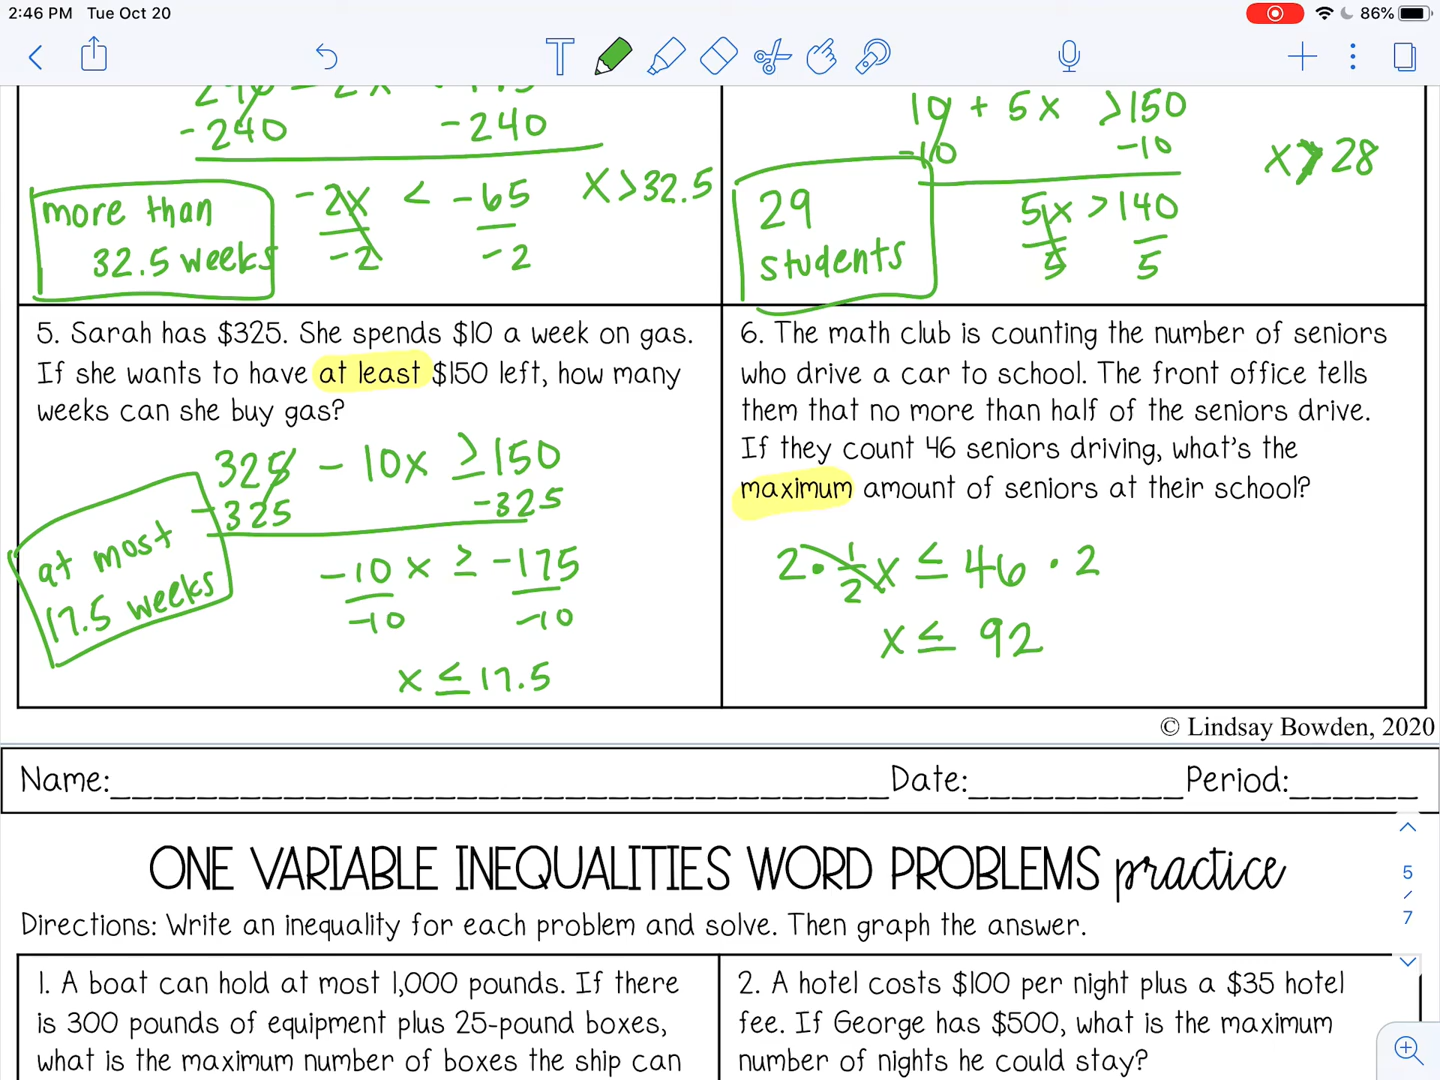 2:46 PM Tue Oct 20
86%
-240 -240
-2x < -65 x > 32.5
-2 -2
more than
32.5 weeks
10 + 5x > 150
-10 -10
x > 28
5x > 140
5 5
29
students
5. Sarah has $325. She spends $10 a week on gas.
If she wants to have at least $150 left, how many
weeks can she buy gas?
325 - 10x ≥ 150
-325 -325
-10x ≥ -175
-10 -10
x ≤ 17.5
at most
17.5 weeks
6. The math club is counting the number of seniors
who drive a car to school. The front office tells
them that no more than half of the seniors drive.
If they count 46 seniors driving, what's the
maximum amount of seniors at their school?
2 • 1/2 x ≤ 46 • 2
x ≤ 92
© Lindsay Bowden, 2020
Name:____________________________________ Date:__________ Period:______
ONE VARIABLE INEQUALITIES WORD PROBLEMS practice
Directions: Write an inequality for each problem and solve. Then graph the answer.
1. A boat can hold at most 1,000 pounds. If there
is 300 pounds of equipment plus 25-pound boxes,
what is the maximum number of boxes the ship can
2. A hotel costs $100 per night plus a $35 hotel
fee. If George has $500, what is the maximum
number of nights he could stay?
5
/
7